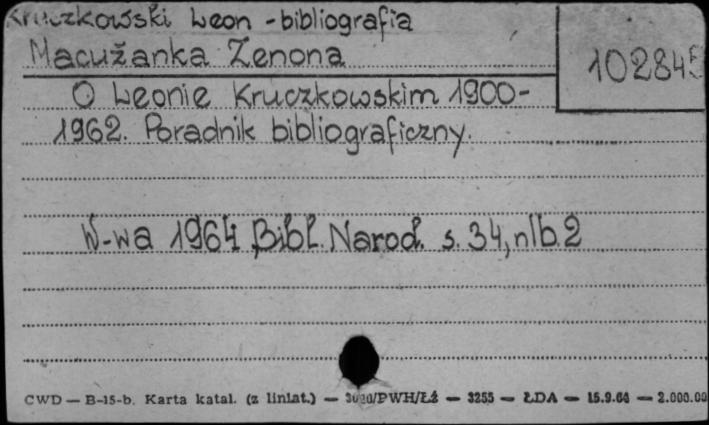 Kruczkowski Leon - bibliografia
Macużanka Zenona
102845
O Leonie Kruczkowskim 1900-
1962. Poradnik bibliograficzny.
W-wa 1964, Bibl. Narod. s. 34, nlb. 2
CWD — B-15-b. Karta katal. (z liniat.) — /PWH/Łź — 3255 — ŁDA — 15.9.64 — 2.000.00